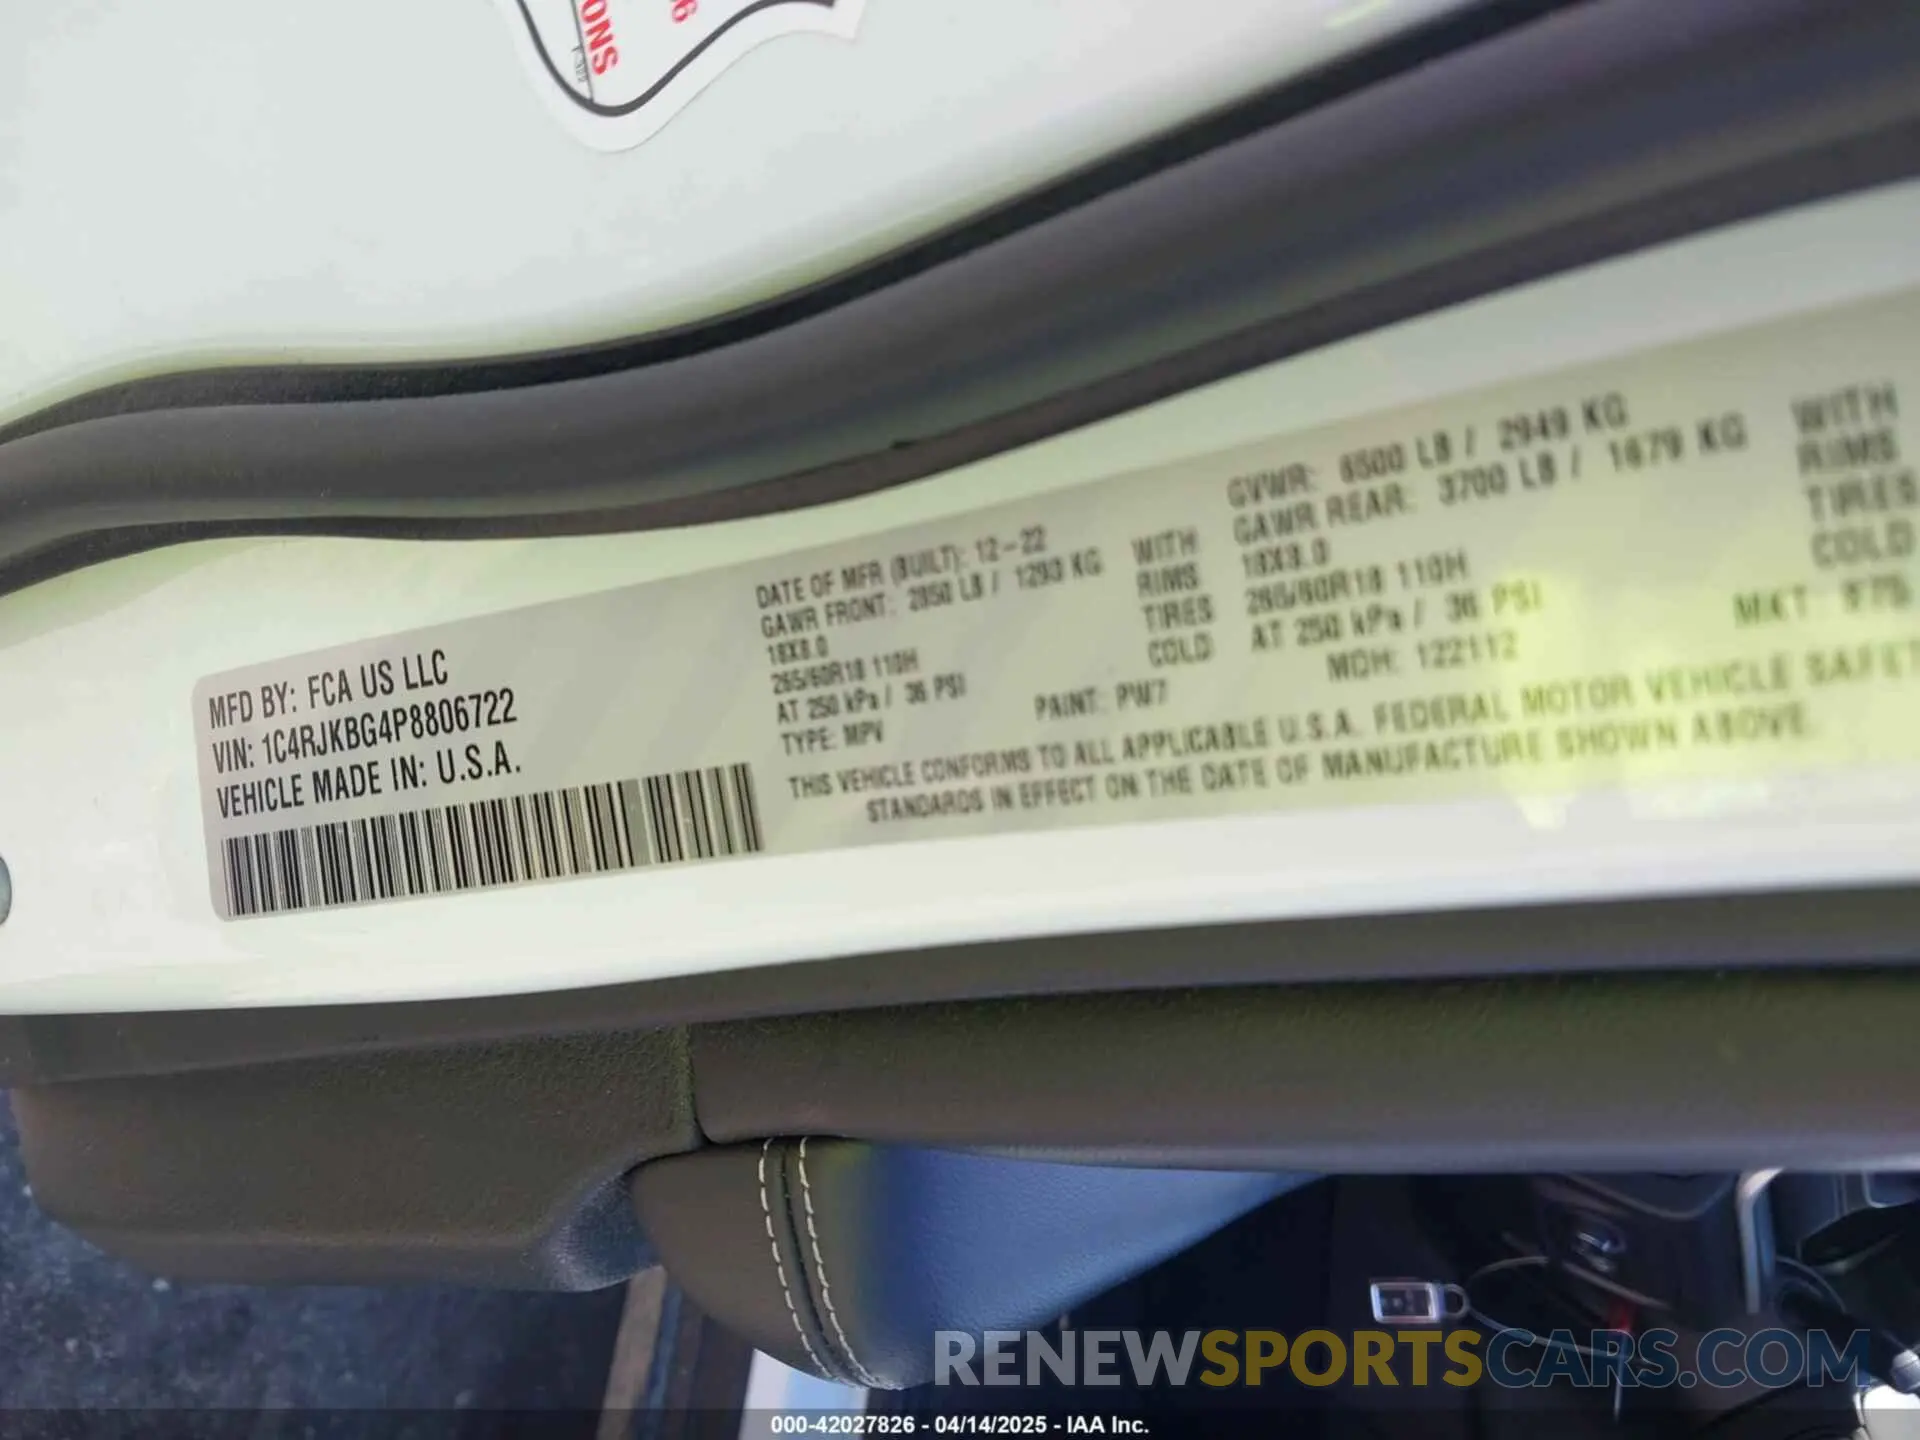 ONS
MFD BY: FCA US LLC
VIN: 1C4RJKBG4P8806722
VEHICLE MADE IN: U.S.A.
DATE OF MFR (BUILT): 12-22
GAWR FRONT: 2850 LB / 1293 KG
18X8.0
265/60R18 110H
AT 250 kPa / 36 PSI
TYPE: MPV
PAINT: PW7
WITH
RIMS
TIRES
COLD
GVWR: 6500 LB / 2949 KG
GAWR REAR: 3700 LB / 1679 KG
18X8.0
265/60R18 110H
AT 250 kPa / 36 PSI
MDH: 122112
WITH
RIMS
TIRES
COLD
MKT:
THIS VEHICLE CONFORMS TO ALL APPLICABLE U.S.A. FEDERAL MOTOR VEHICLE SAFET
STANDARDS IN EFFECT ON THE DATE OF MANUFACTURE SHOWN ABOVE.
RENEWSPORTSCARS.COM
000-42027826 - 04/14/2025 - IAA Inc.